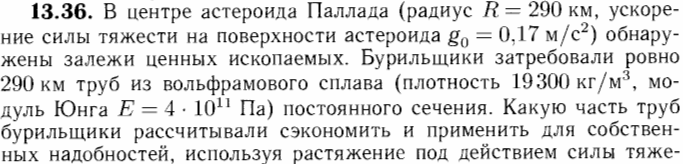 13.36. В центре астероида Паллада (радиус R = 290 км, ускоре-
ние силы тяжести на поверхности астероида g₀ = 0,17 м/с²) обнару-
жены залежи ценных ископаемых. Бурильщики затребовали ровно
290 км труб из вольфрамового сплава (плотность 19 300 кг/м³, мо-
дуль Юнга E = 4 · 10¹¹ Па) постоянного сечения. Какую часть труб
бурильщики рассчитывали сэкономить и применить для собствен-
ных надобностей, используя растяжение под действием силы тяже-